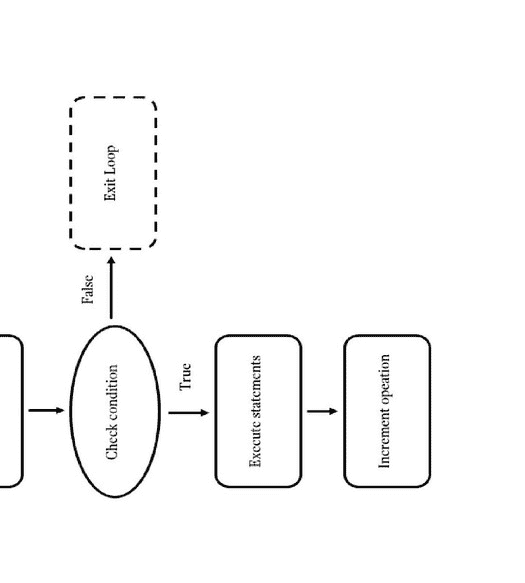 Check condition
False
Exit Loop
True
Execute statements
Increment opeation